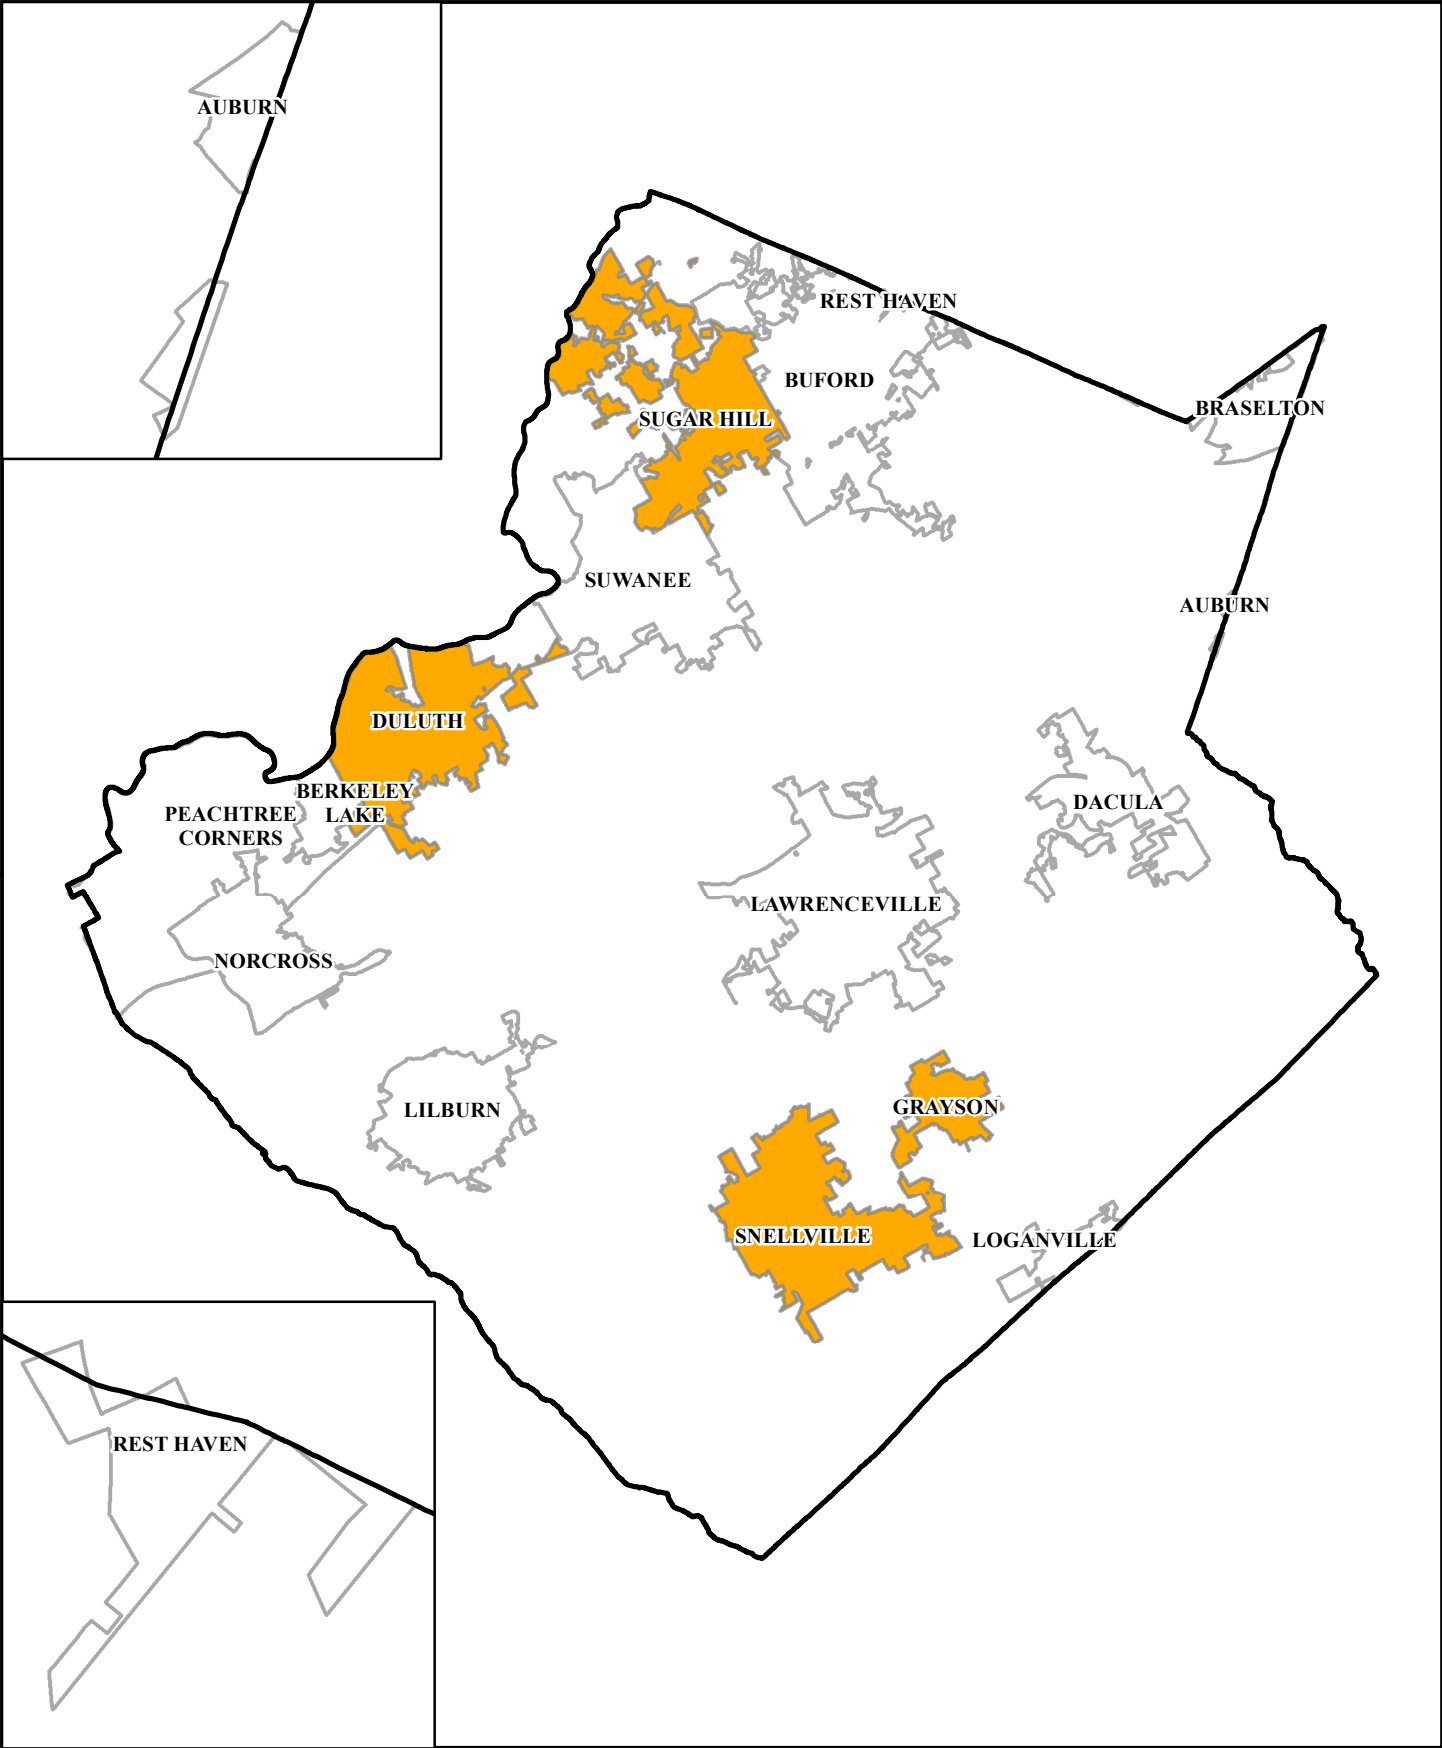 AUBURN
REST HAVEN
BUFORD
BRASELTON
SUGAR HILL
SUWANEE
AUBURN
DULUTH
BERKELEY
LAKE
PEACHTREE
CORNERS
DACULA
LAWRENCEVILLE
NORCROSS
LILBURN
GRAYSON
SNELLVILLE
LOGANVILLE
REST HAVEN